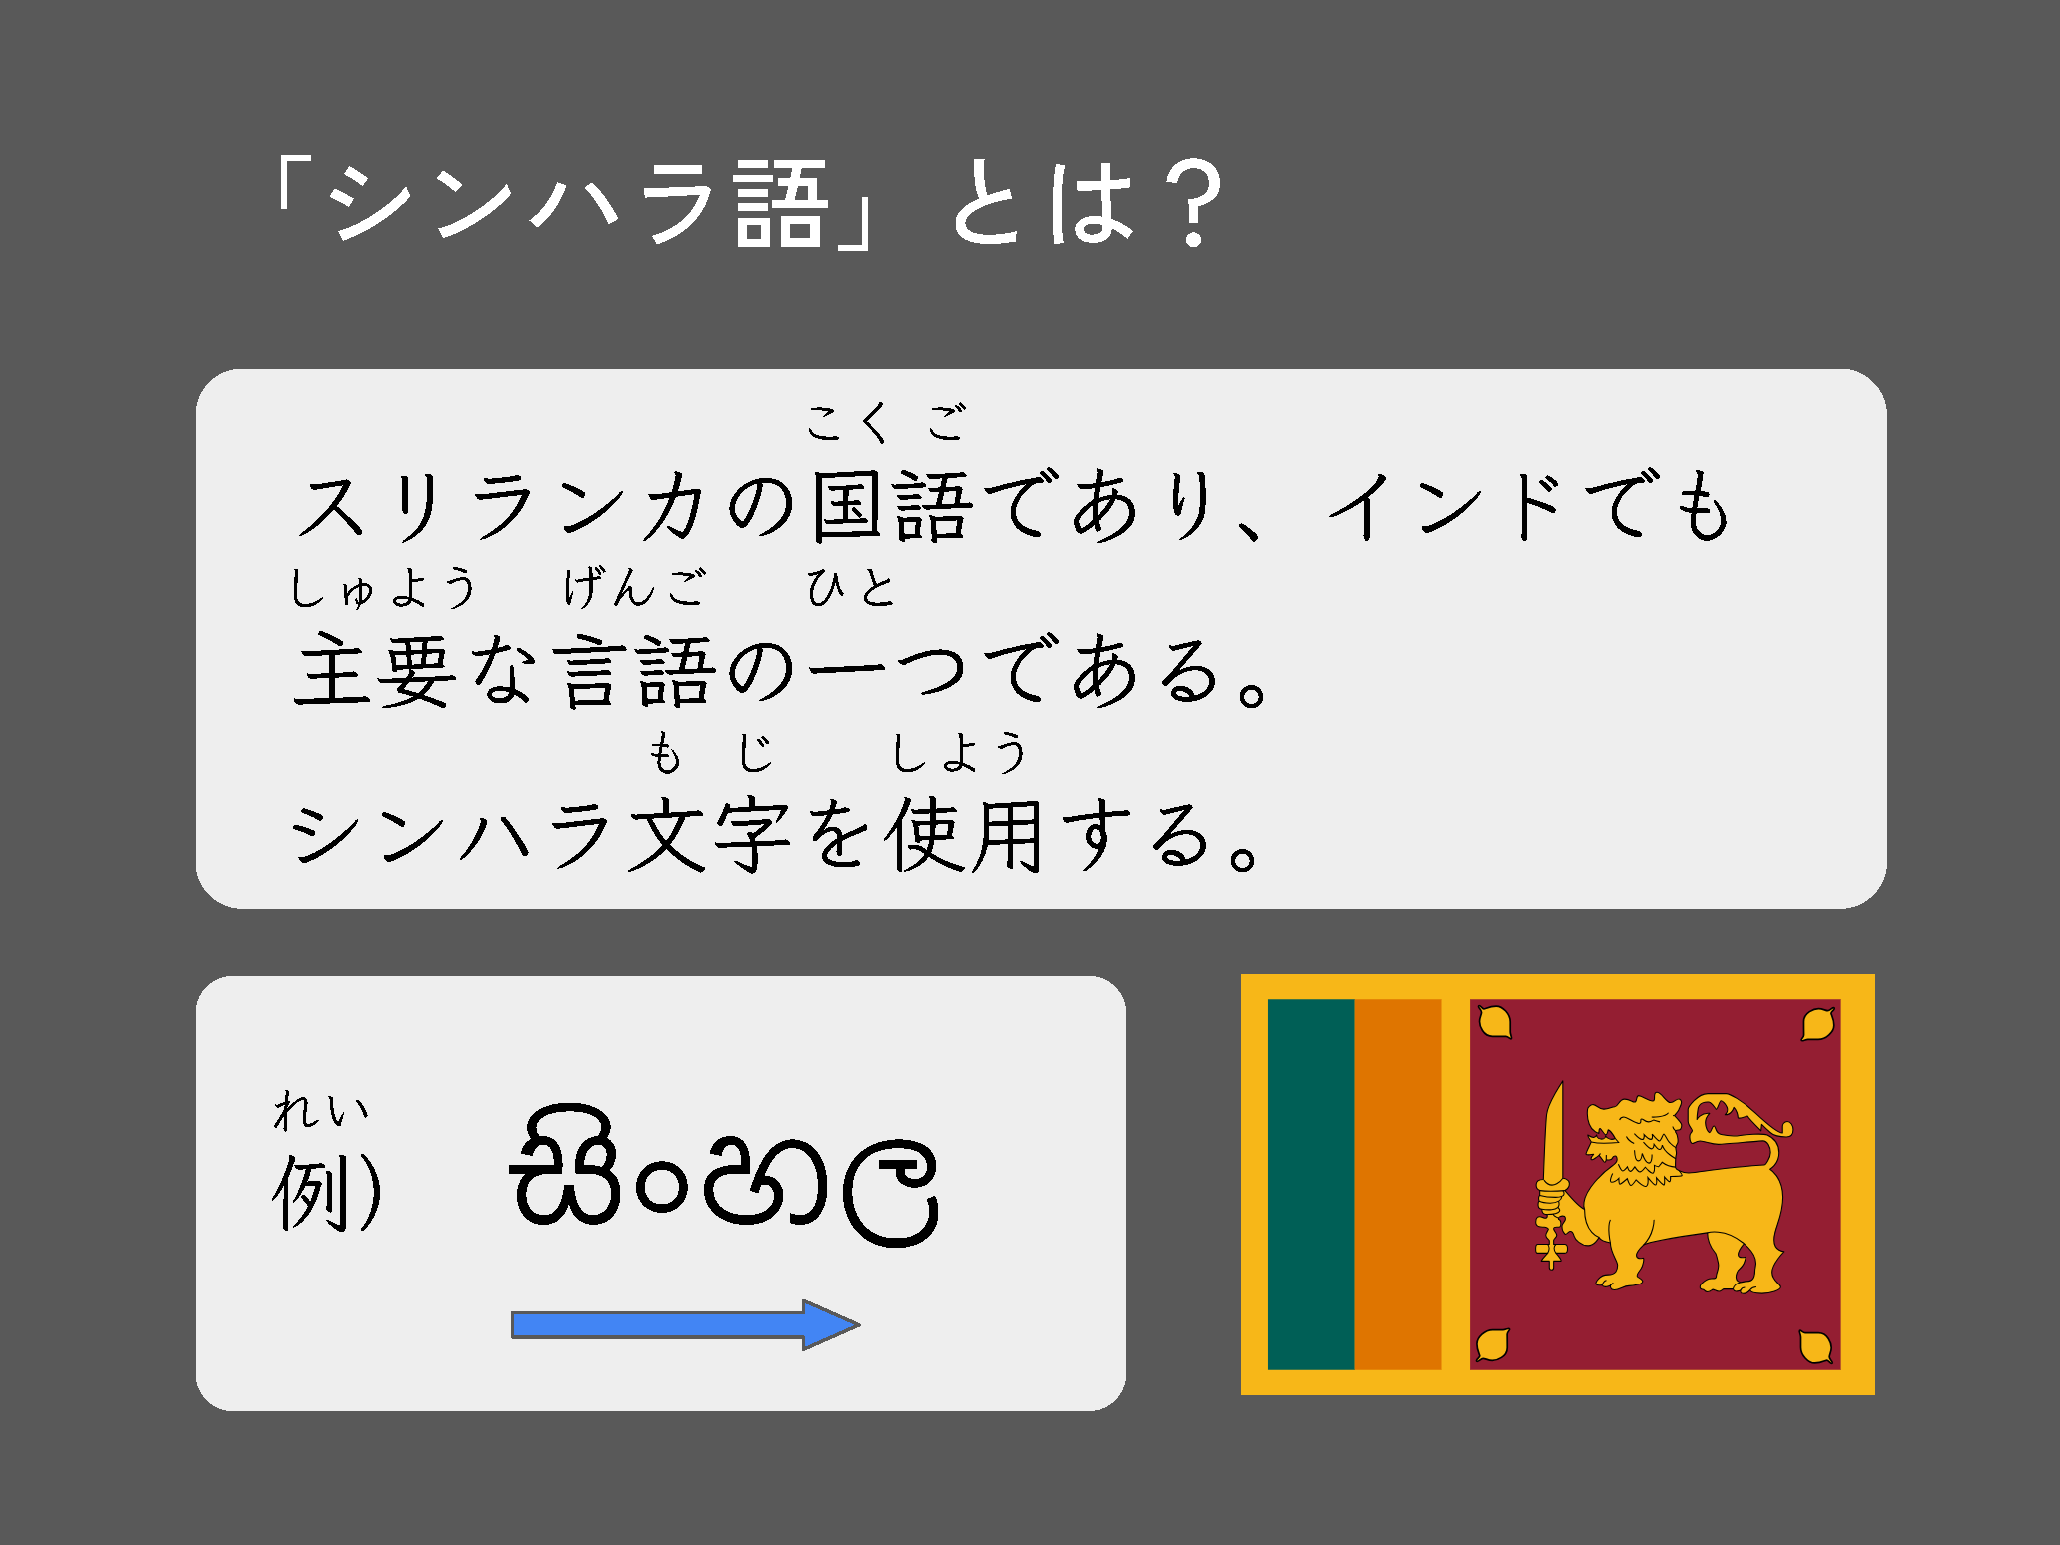 「シンハラ語」とは？
こくご
スリランカの国語であり、インドでも
しゅよう げんご ひと
主要な言語の一つである。
もじ しよう
シンハラ文字を使用する。
れい
例) සිංහල